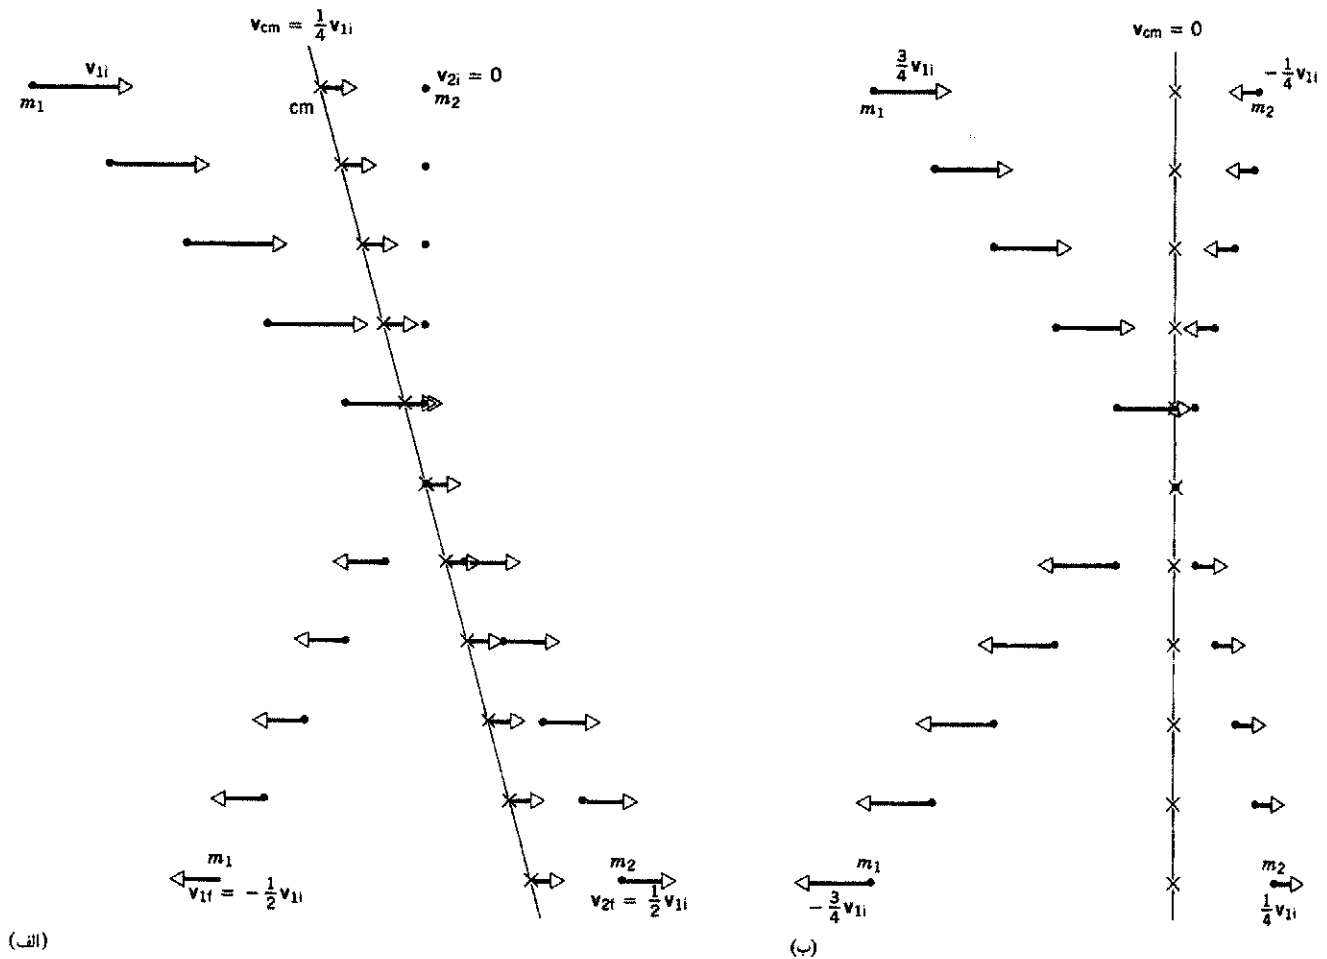 v_cm = 1/4 v_1i
v_1i
m_1
cm
v_2i = 0
m_2
m_1
v_1f = − 1/2 v_1i
m_2
v_2f = 1/2 v_1i
(الف)
v_cm = 0
3/4 v_1i
m_1
− 1/4 v_1i
m_2
m_1
− 3/4 v_1i
m_2
1/4 v_1i
(ب)